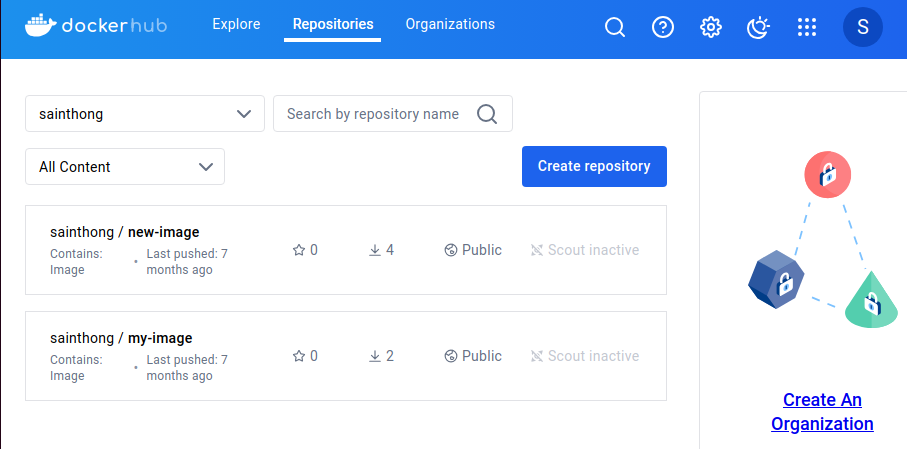 dockerhub Explore Repositories Organizations S
sainthong Search by repository name
All Content Create repository
sainthong / new-image
Contains: Image • Last pushed: 7 months ago 0 4 Public Scout inactive
sainthong / my-image
Contains: Image • Last pushed: 7 months ago 0 2 Public Scout inactive
Create An
Organization